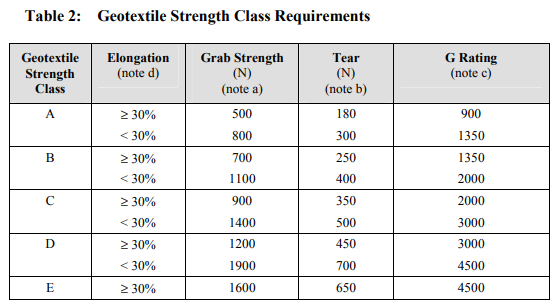 Table 2: Geotextile Strength Class Requirements
Geotextile Strength Class Elongation (note d) Grab Strength (N) (note a) Tear (N) (note b) G Rating (note c)
A ≥ 30% 500 180 900
< 30% 800 300 1350
B ≥ 30% 700 250 1350
< 30% 1100 400 2000
C ≥ 30% 900 350 2000
< 30% 1400 500 3000
D ≥ 30% 1200 450 3000
< 30% 1900 700 4500
E ≥ 30% 1600 650 4500